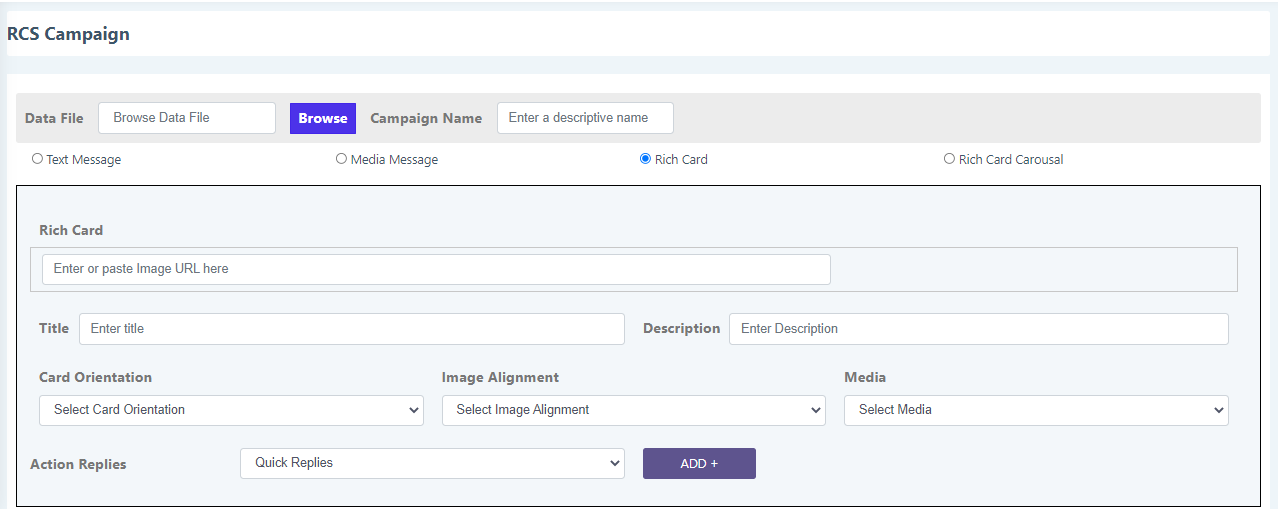 RCS Campaign
Data File Browse Data File Browse Campaign Name Enter a descriptive name
Text Message Media Message Rich Card Rich Card Carousal
Rich Card
Enter or paste Image URL here
Title Enter title Description Enter Description
Card Orientation Image Alignment Media
Select Card Orientation Select Image Alignment Select Media
Action Replies Quick Replies ADD +